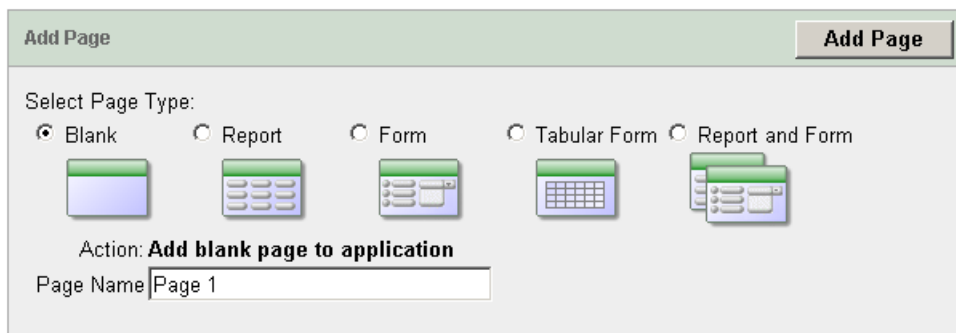 Add Page Add Page
Select Page Type:
Blank Report Form Tabular Form Report and Form
Action: Add blank page to application
Page Name Page 1